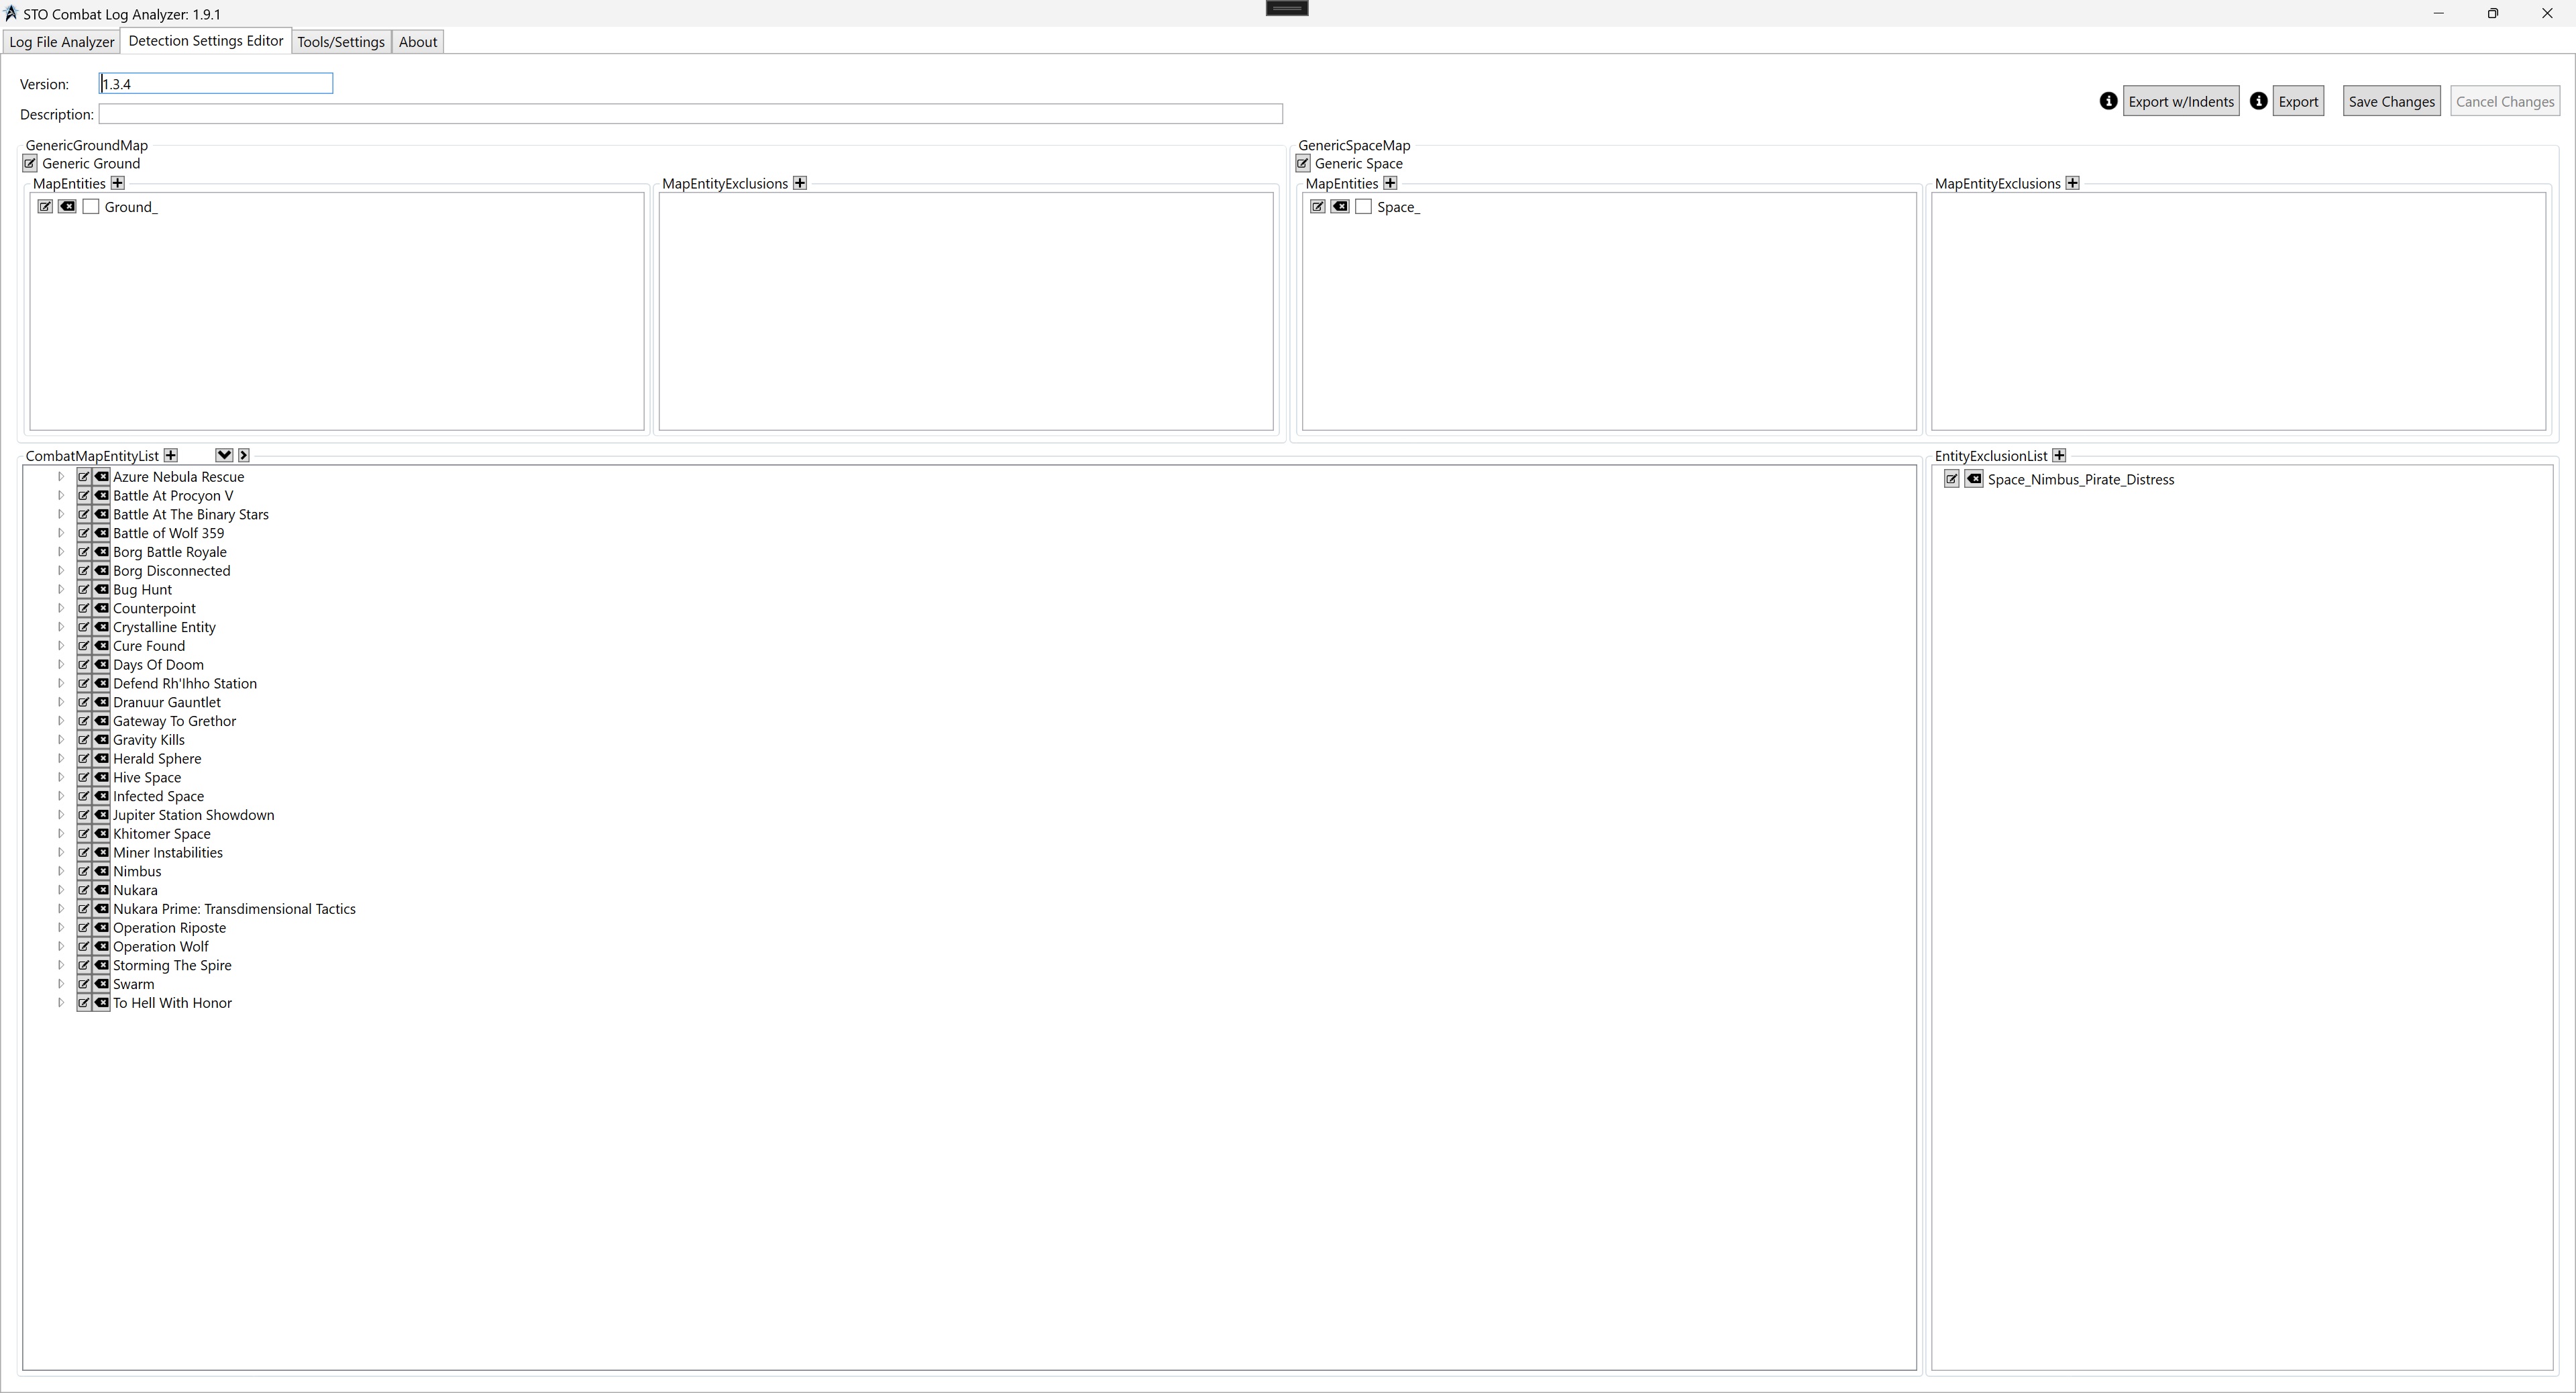 STO Combat Log Analyzer: 1.9.1
Log File Analyzer Detection Settings Editor Tools/Settings About
Version: 1.3.4
Description:
Export w/Indents Export Save Changes Cancel Changes
GenericGroundMap
Generic Ground
MapEntities MapEntityExclusions
Ground_
GenericSpaceMap
Generic Space
MapEntities MapEntityExclusions
Space_
CombatMapEntityList
Azure Nebula Rescue
Battle At Procyon V
Battle At The Binary Stars
Battle of Wolf 359
Borg Battle Royale
Borg Disconnected
Bug Hunt
Counterpoint
Crystalline Entity
Cure Found
Days Of Doom
Defend Rh'Ihho Station
Dranuur Gauntlet
Gateway To Grethor
Gravity Kills
Herald Sphere
Hive Space
Infected Space
Jupiter Station Showdown
Khitomer Space
Miner Instabilities
Nimbus
Nukara
Nukara Prime: Transdimensional Tactics
Operation Riposte
Operation Wolf
Storming The Spire
Swarm
To Hell With Honor
EntityExclusionList
Space_Nimbus_Pirate_Distress